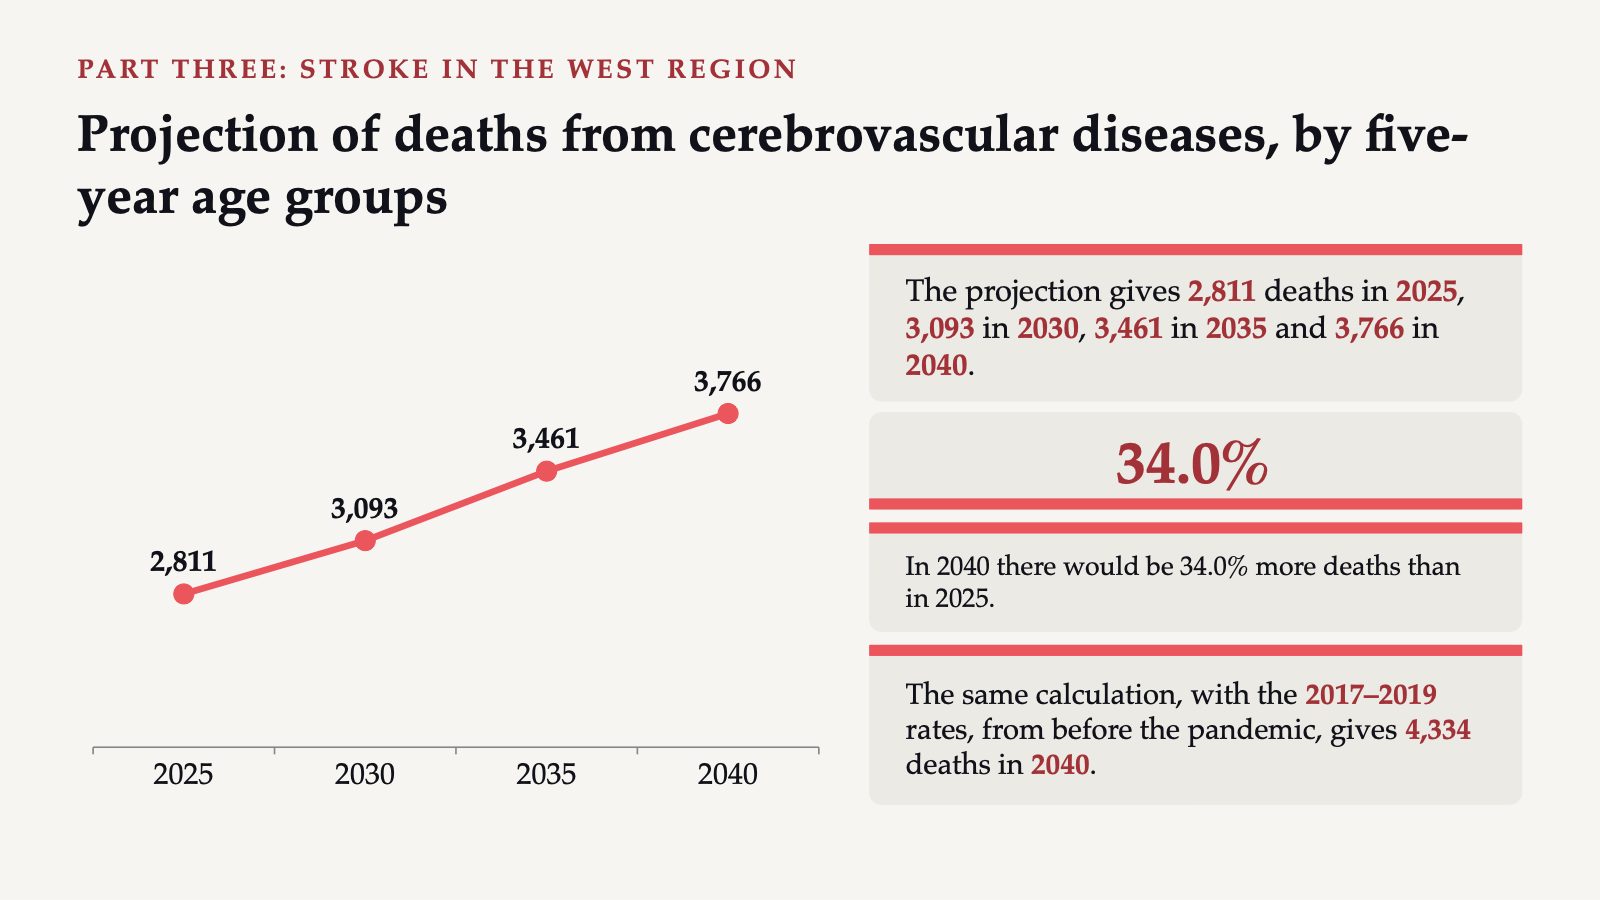 PART THREE: STROKE IN THE WEST REGION
Projection of deaths from cerebrovascular diseases, by five-
year age groups
2,811
3,093
3,461
3,766
2025
2030
2035
2040
The projection gives 2,811 deaths in 2025,
3,093 in 2030, 3,461 in 2035 and 3,766 in
2040.
34.0%
In 2040 there would be 34.0% more deaths than
in 2025.
The same calculation, with the 2017–2019
rates, from before the pandemic, gives 4,334
deaths in 2040.